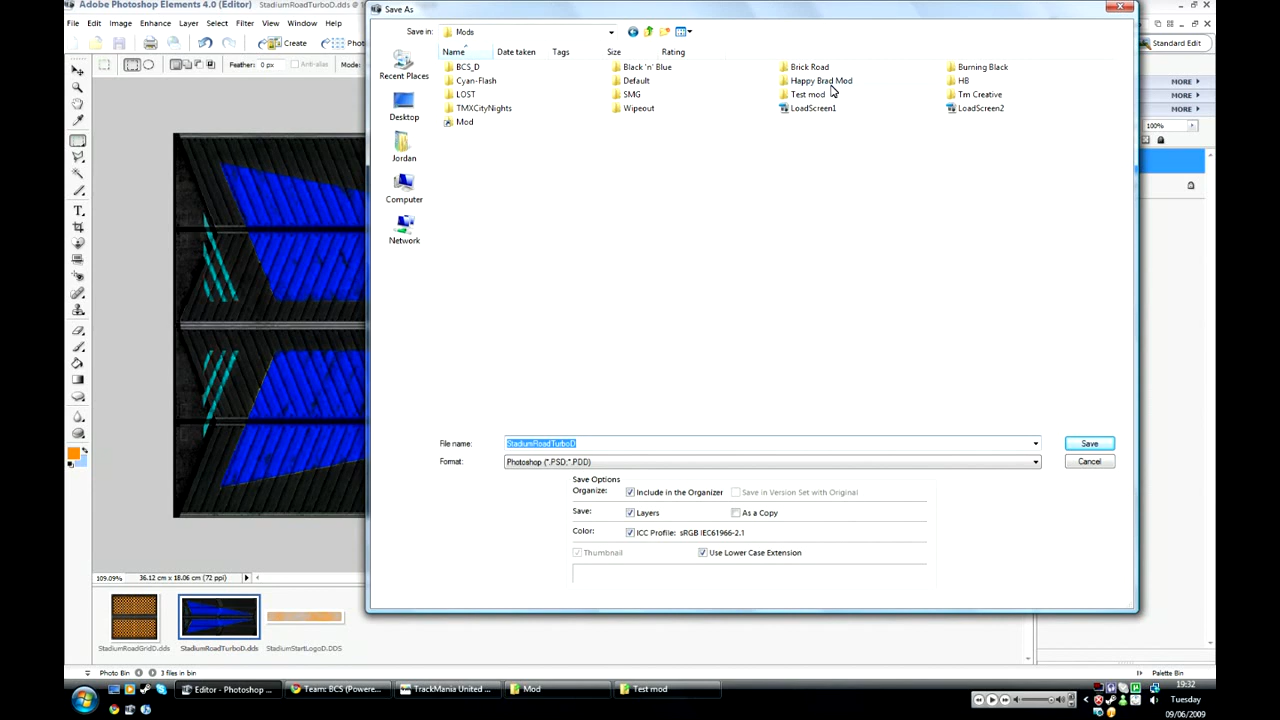 Adobe Photoshop Elements 4.0 (Editor)
StadiumRoadTurboD.dds
Save As
File Edit Image Enhance Layer Select Filter View Window Help
Create
Standard Edit
Feather: 0 px
Anti-alias
Mode:
Save in:
Mods
Name
Date taken
Tags
Size
Rating
BCS_D
Black 'n' Blue
Brick Road
Burning Black
Cyan-Flash
Default
Happy Brad Mod
HB
LOST
SMG
Test mod
Tm Creative
TMXCityNights
Wipeout
LoadScreen1
LoadScreen2
Mod
Recent Places
Desktop
Jordan
Computer
Network
MORE
MORE
MORE
100%
File name:
StadiumRoadTurboD
Save
Format:
Photoshop (*.PSD;*.PDD)
Cancel
Save Options
Organize:
Include in the Organizer
Save in Version Set with Original
Save:
Layers
As a Copy
Color:
ICC Profile: sRGB IEC61966-2.1
Thumbnail
Use Lower Case Extension
109.09%
36.12 cm x 18.06 cm (72 ppi)
StadiumRoadGridD.dds
StadiumRoadTurboD.dds
StadiumStartLogoD.DDS
Photo Bin
3 files in bin
Palette Bin
Editor - Photoshop ...
Team: BCS (Powere...
TrackMania United ...
Mod
Test mod
19:32
Tuesday
09/06/2009